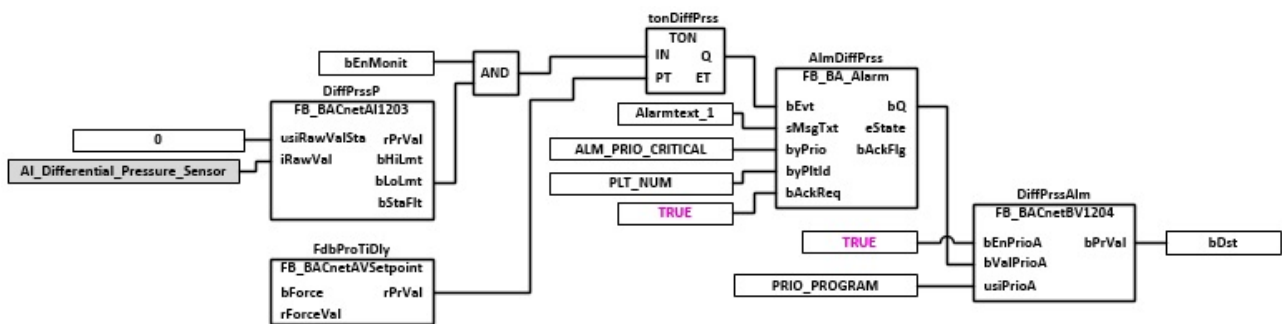 tonDiffPrss
TON
IN Q
PT ET
bEnMonit
AND
AlmDiffPrss
FB_BA_Alarm
bEvt bQ
sMsgTxt eState
byPrio bAckFlg
byPltId
bAckReq
Alarmtext_1
ALM_PRIO_CRITICAL
PLT_NUM
TRUE
DiffPrssP
FB_BACnetAI1203
usiRawValSta rPrVal
iRawVal bHiLmt
bLoLmt
bStaFlt
0
AI_Differential_Pressure_Sensor
DiffPrssAlm
FB_BACnetBV1204
bEnPrioA bPrVal
bValPrioA
usiPrioA
TRUE
PRIO_PROGRAM
bDst
FdbProTiDly
FB_BACnetAVSetpoint
bForce rPrVal
rForceVal